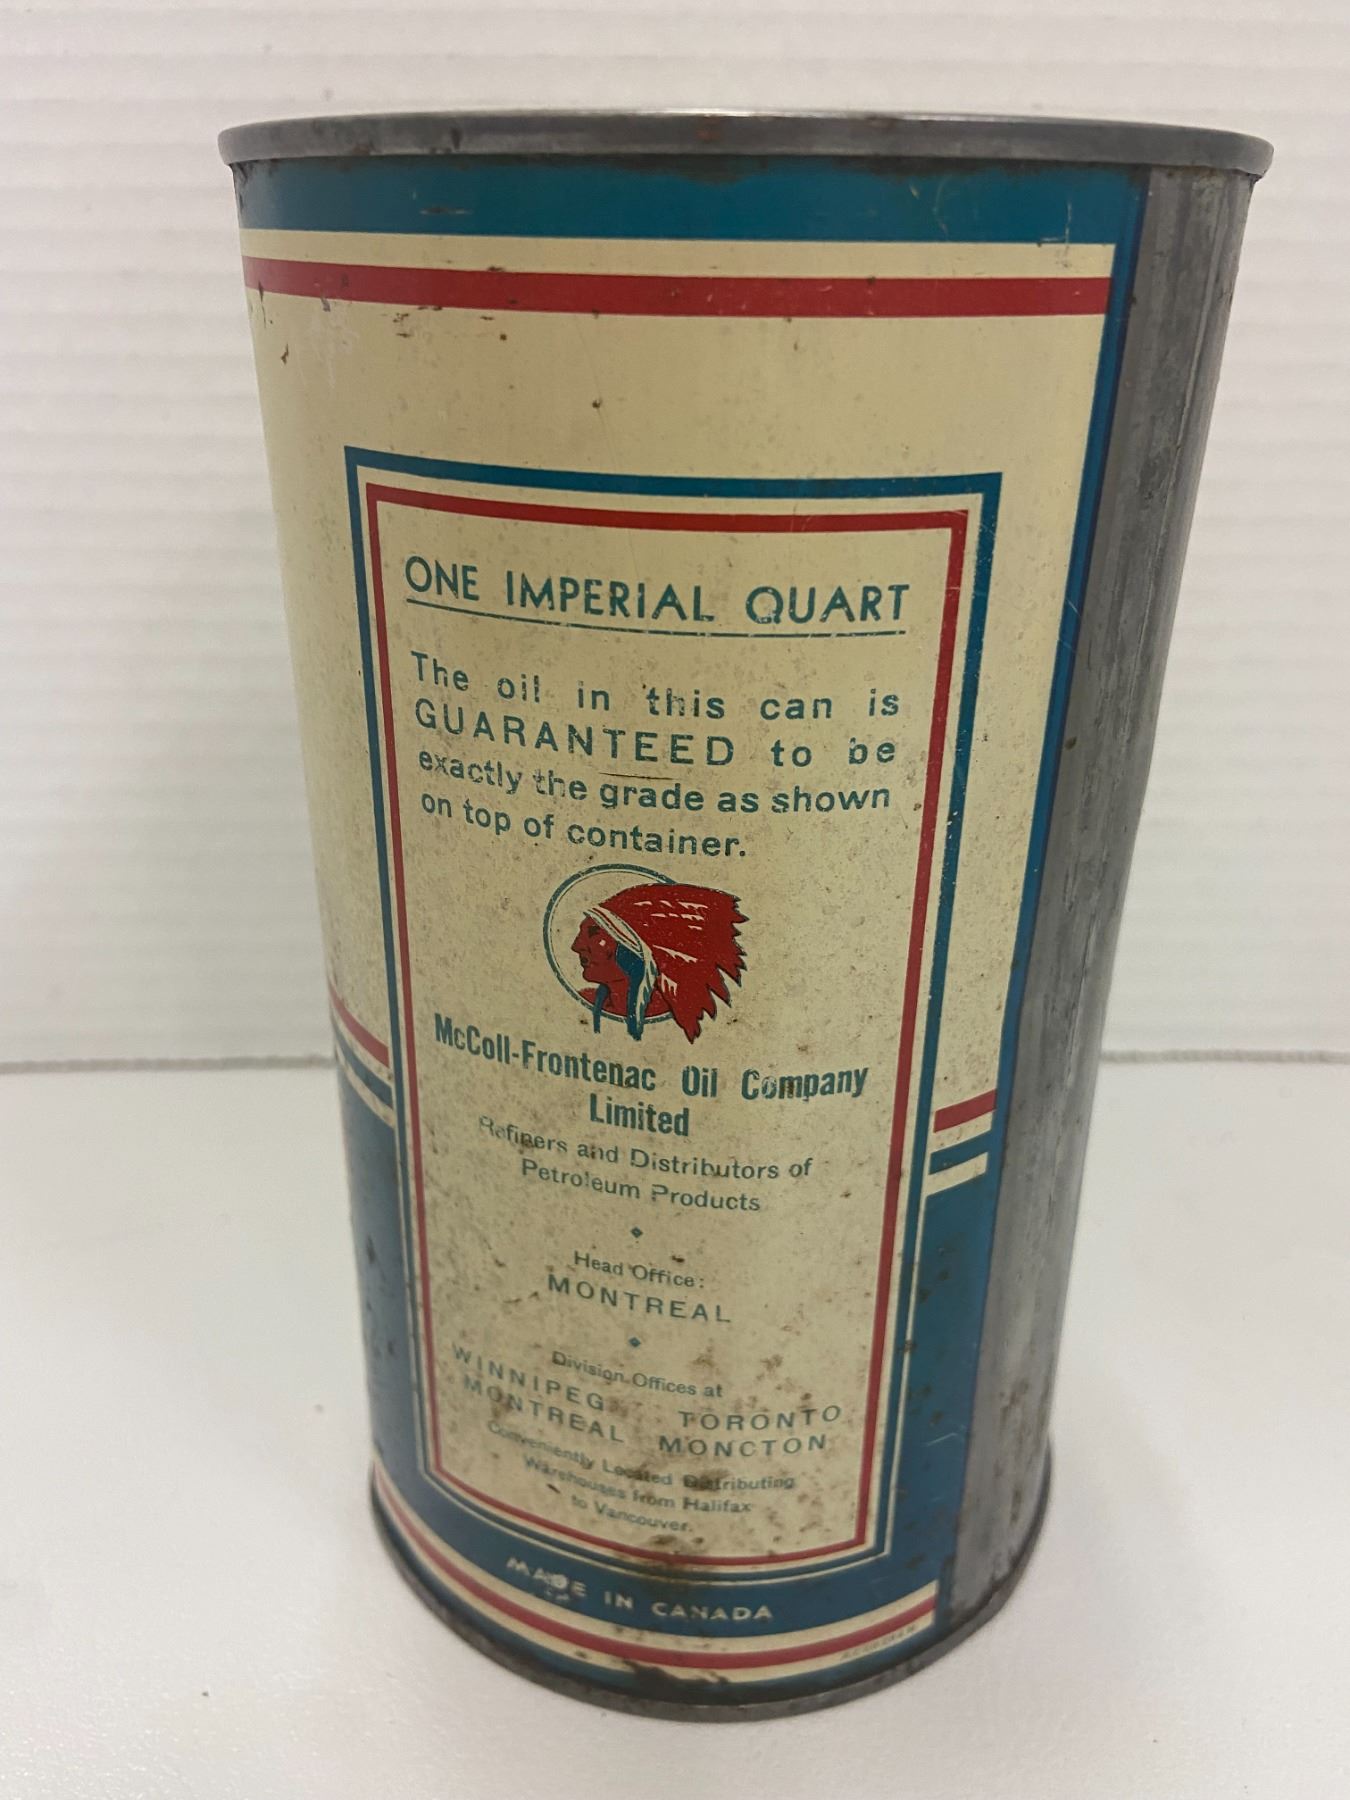 ONE IMPERIAL QUART
The oil in this can is
GUARANTEED to be
exactly the grade as shown
on top of container.
McColl-Frontenac Oil Company
Limited
Refiners and Distributors of
Petroleum Products
Head Office:
MONTREAL
Division Offices at
WINNIPEG TORONTO
MONTREAL MONCTON
Conveniently Located Distributing
Warehouses from Halifax
to Vancouver.
MADE IN CANADA